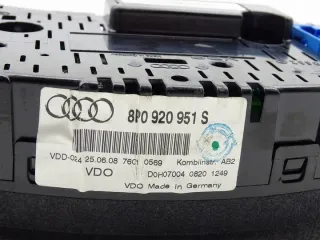 8P0 920 951 S
VDD-024 25.06.08 7601 0569 Kombiinstr. AB2
VDO D0H07004 0820 1249
VDO Made in Germany